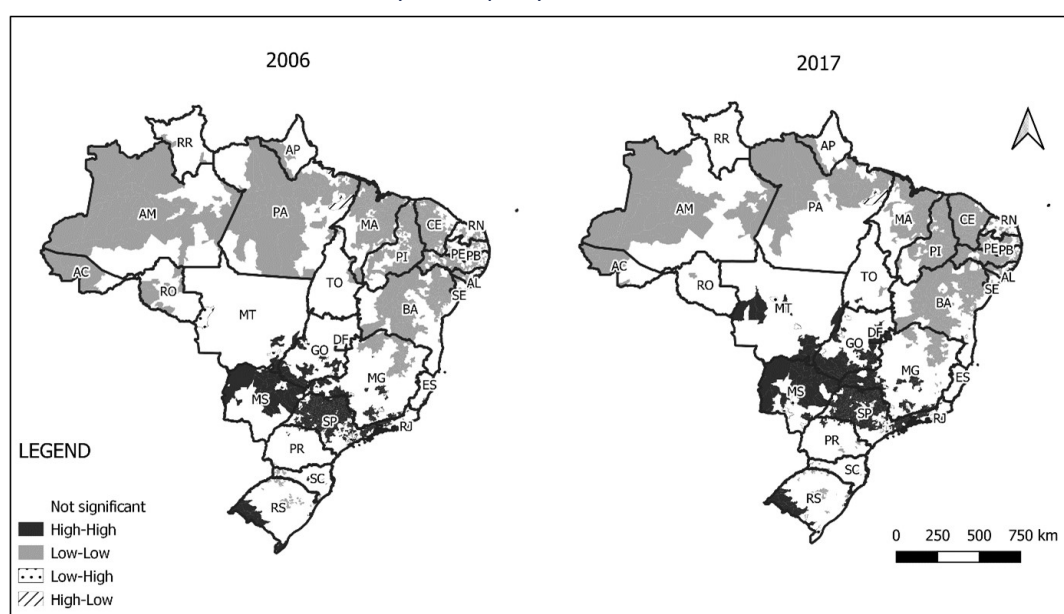 2006
2017
RR
AP
AM
PA
MA
CE
RN
PI
PE
PB
AL
SE
AC
RO
TO
BA
MT
GO
DF
MG
ES
MS
SP
RJ
PR
SC
RS
RR
AP
AM
PA
MA
CE
RN
PI
PE
PB
AL
SE
AC
RO
TO
BA
MT
GO
DF
MG
ES
MS
SP
RJ
PR
SC
RS
LEGEND
Not significant
High-High
Low-Low
Low-High
High-Low
0 250 500 750 km